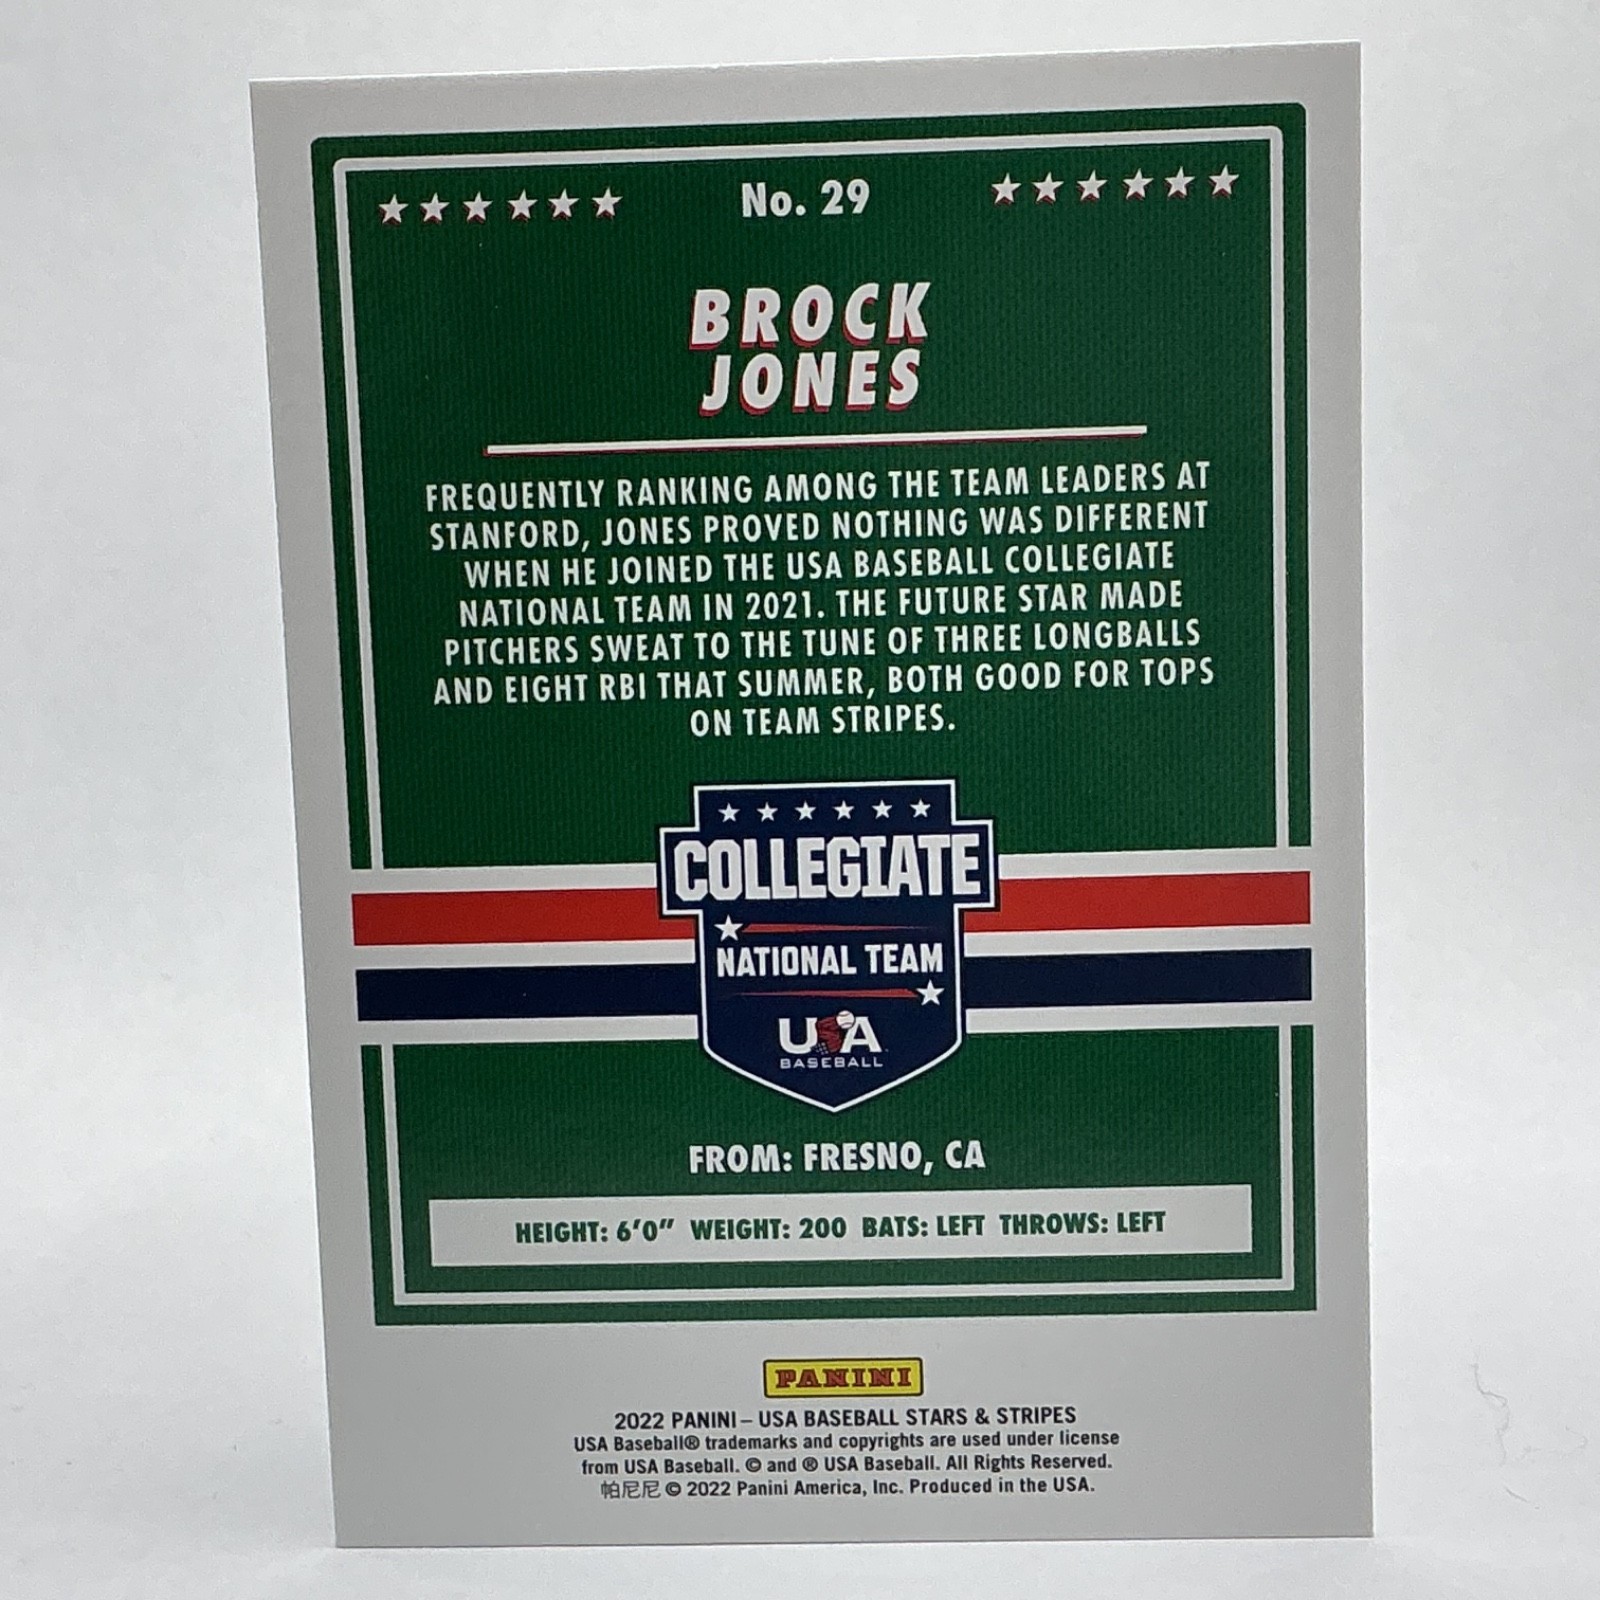 No. 29
BROCK
JONES
FREQUENTLY RANKING AMONG THE TEAM LEADERS AT
STANFORD, JONES PROVED NOTHING WAS DIFFERENT
WHEN HE JOINED THE USA BASEBALL COLLEGIATE
NATIONAL TEAM IN 2021. THE FUTURE STAR MADE
PITCHERS SWEAT TO THE TUNE OF THREE LONGBALLS
AND EIGHT RBI THAT SUMMER, BOTH GOOD FOR TOPS
ON TEAM STRIPES.
COLLEGIATE
NATIONAL TEAM
USA
BASEBALL
FROM: FRESNO, CA
HEIGHT: 6'0" WEIGHT: 200 BATS: LEFT THROWS: LEFT
PANINI
2022 PANINI – USA BASEBALL STARS & STRIPES
USA Baseball® trademarks and copyrights are used under license
from USA Baseball. © and ® USA Baseball. All Rights Reserved.
帕尼尼 © 2022 Panini America, Inc. Produced in the USA.